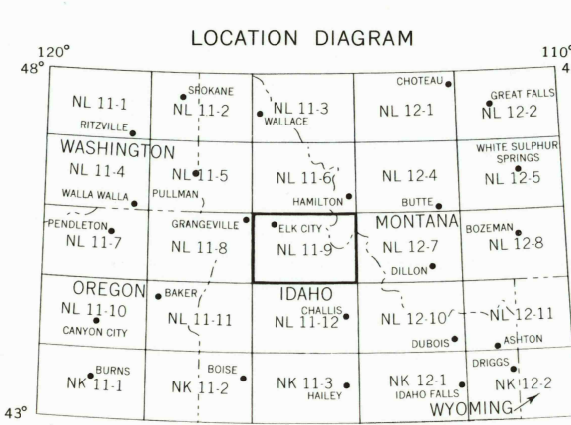 LOCATION DIAGRAM
120°
110°
48°
4
CHOTEAU
NL 11-1
SPOKANE
NL 11-2
NL 11-3
WALLACE
NL 12-1
GREAT FALLS
NL 12-2
RITZVILLE
WASHINGTON
WHITE SULPHUR
SPRINGS
NL 11-4
NL 11-5
NL 11-6
NL 12-4
NL 12-5
WALLA WALLA
PULLMAN
HAMILTON
BUTTE
PENDLETON
GRANGEVILLE
ELK CITY
MONTANA
BOZEMAN
NL 11-7
NL 11-8
NL 11-9
NL 12-7
NL 12-8
DILLON
OREGON
BAKER
IDAHO
NL 11-10
NL 11-11
CHALLIS
NL 11-12
NL 12-10
NL 12-11
CANYON CITY
DUBOIS
ASHTON
BURNS
BOISE
DRIGGS
NK 11-1
NK 11-2
NK 11-3
NK 12-1
NK 12-2
HAILEY
IDAHO FALLS
43°
WYOMING